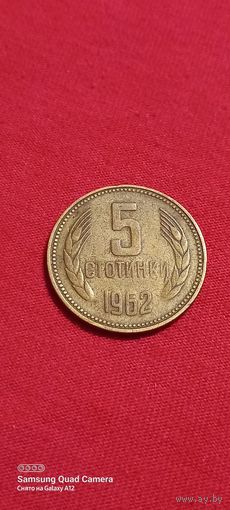 5
СТОТИНКИ
1962
SAMSUNG QUAD CAMERA
Снято на Galaxy A12
www.ay.by